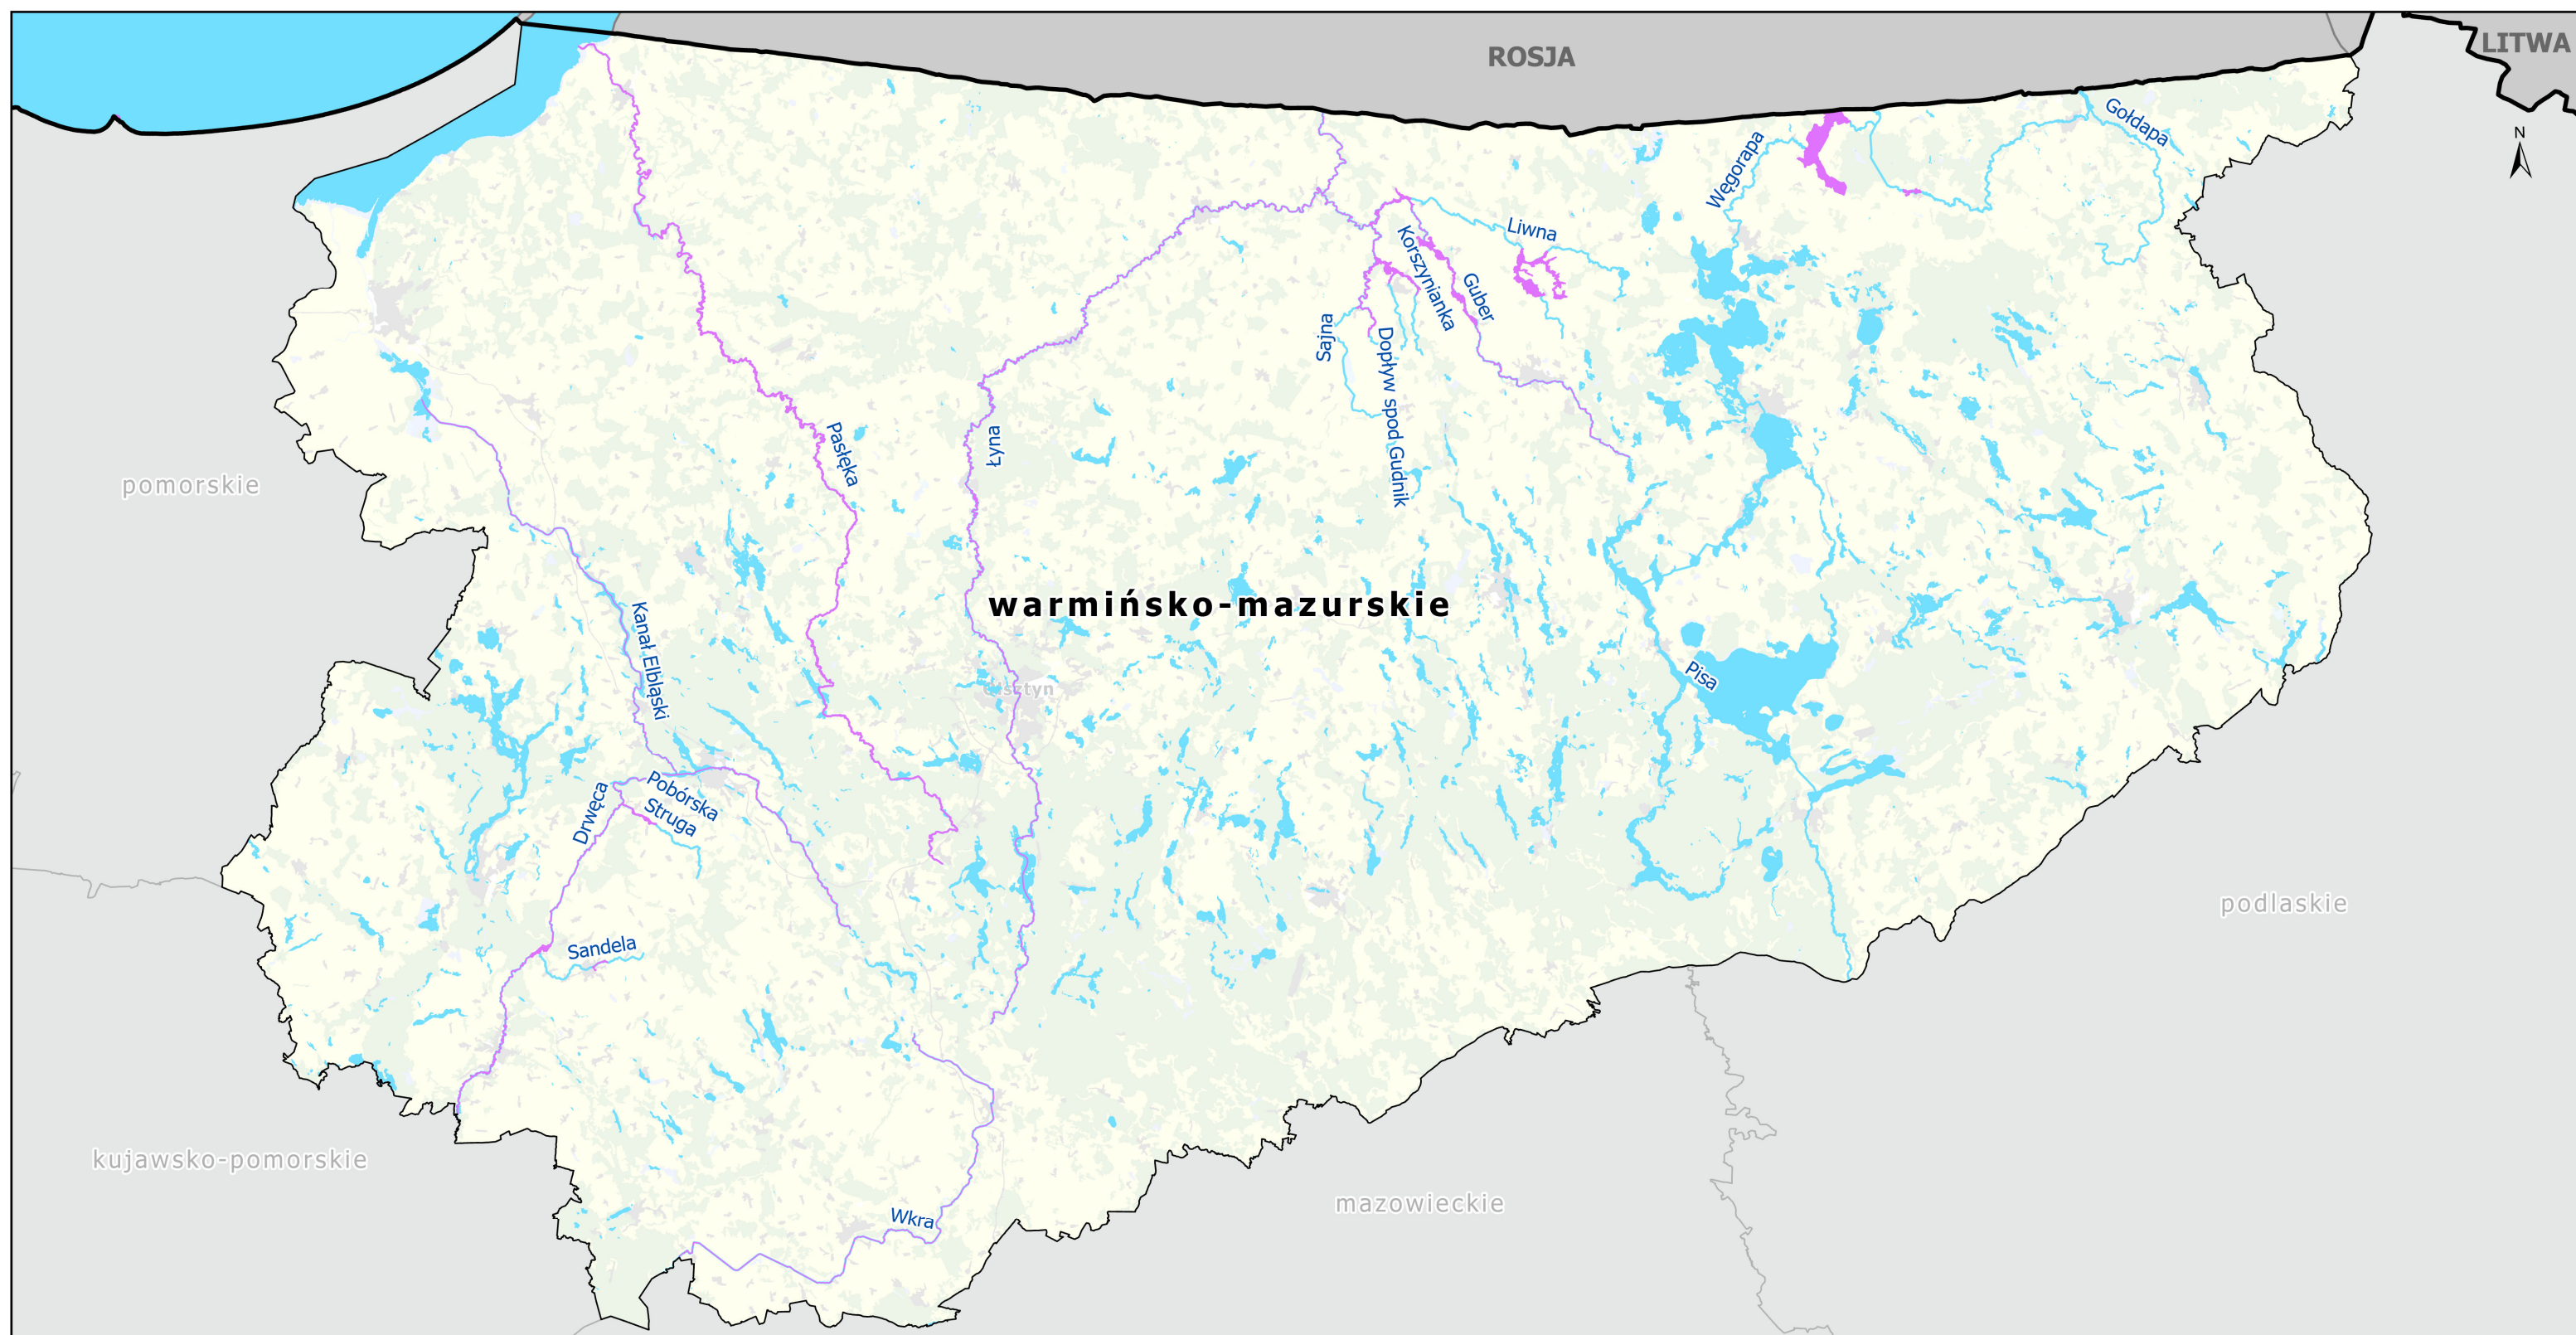 ROSJA
LITWA
N
Gołdapa
Węgorapa
Liwna
Korszynianka
Guber
Sajna
Dopływ spod Gudnik
Pasłęka
Łyna
pomorskie
warmińsko-mazurskie
Kanał Elbląski
Pisa
Olsztyn
Drwęca
Pobórska
Struga
Sandela
podlaskie
kujawsko-pomorskie
mazowieckie
Wkra